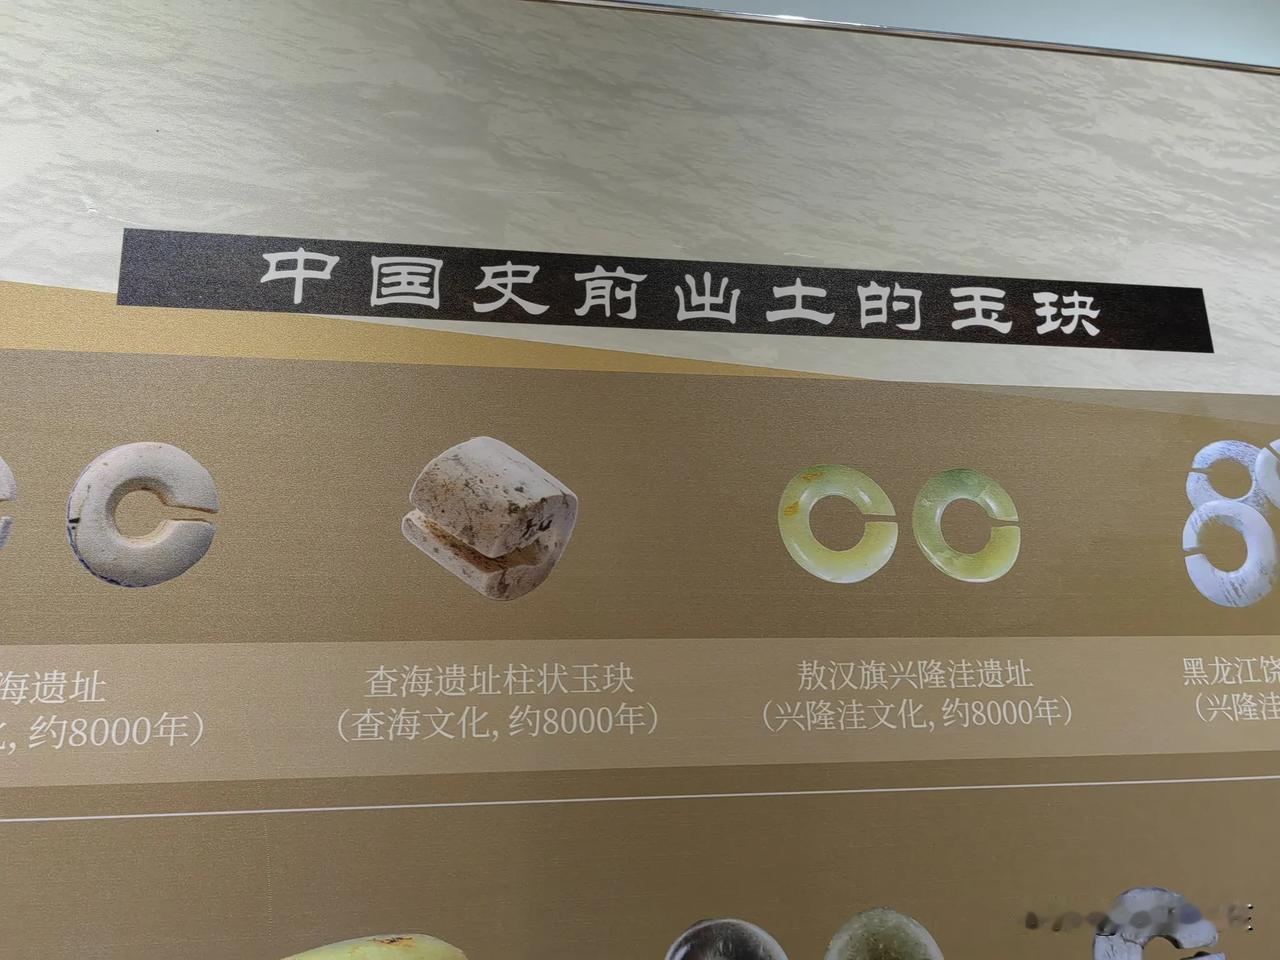 中国史前出土的玉玦
海遗址
，约8000年）
查海遗址柱状玉玦
（查海文化，约8000年）
敖汉旗兴隆洼遗址
（兴隆洼文化，约8000年）
黑龙江饶
（兴隆洼